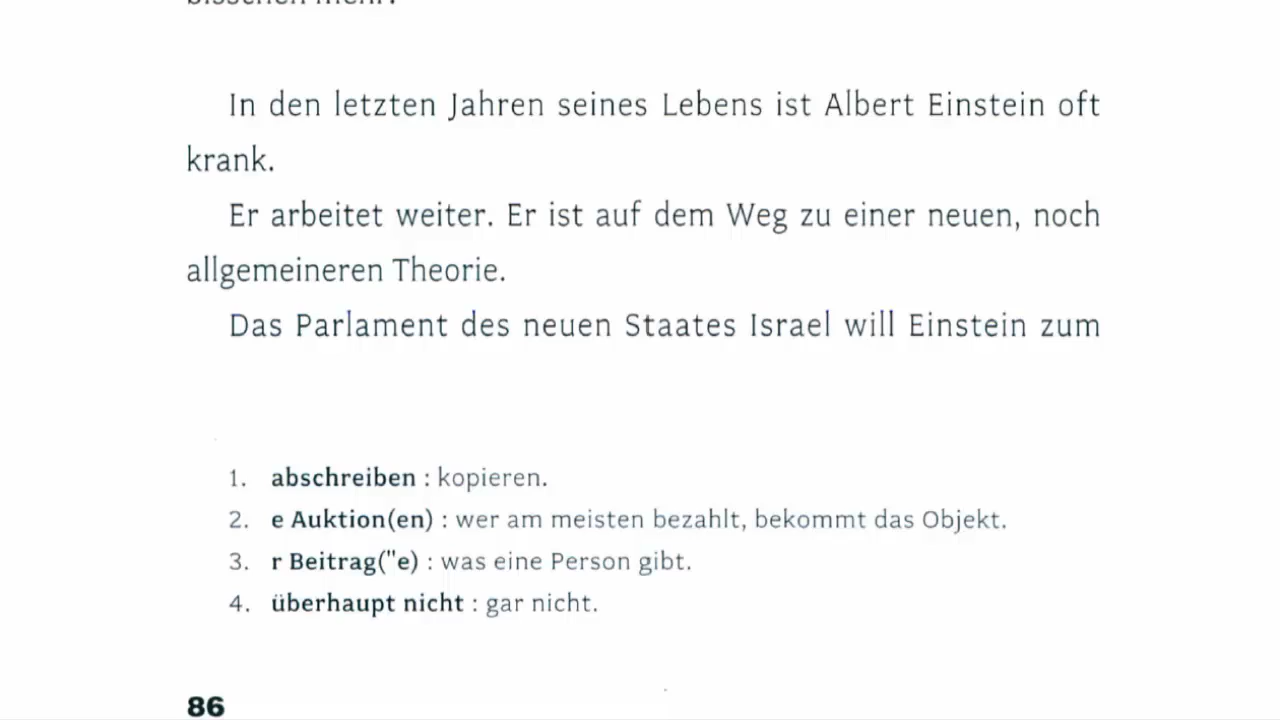 In den letzten Jahren seines Lebens ist Albert Einstein oft
krank.
Er arbeitet weiter. Er ist auf dem Weg zu einer neuen, noch
allgemeineren Theorie.
Das Parlament des neuen Staates Israel will Einstein zum
1. abschreiben : kopieren.
2. e Auktion(en) : wer am meisten bezahlt, bekommt das Objekt.
3. r Beitrag("e) : was eine Person gibt.
4. überhaupt nicht : gar nicht.
86